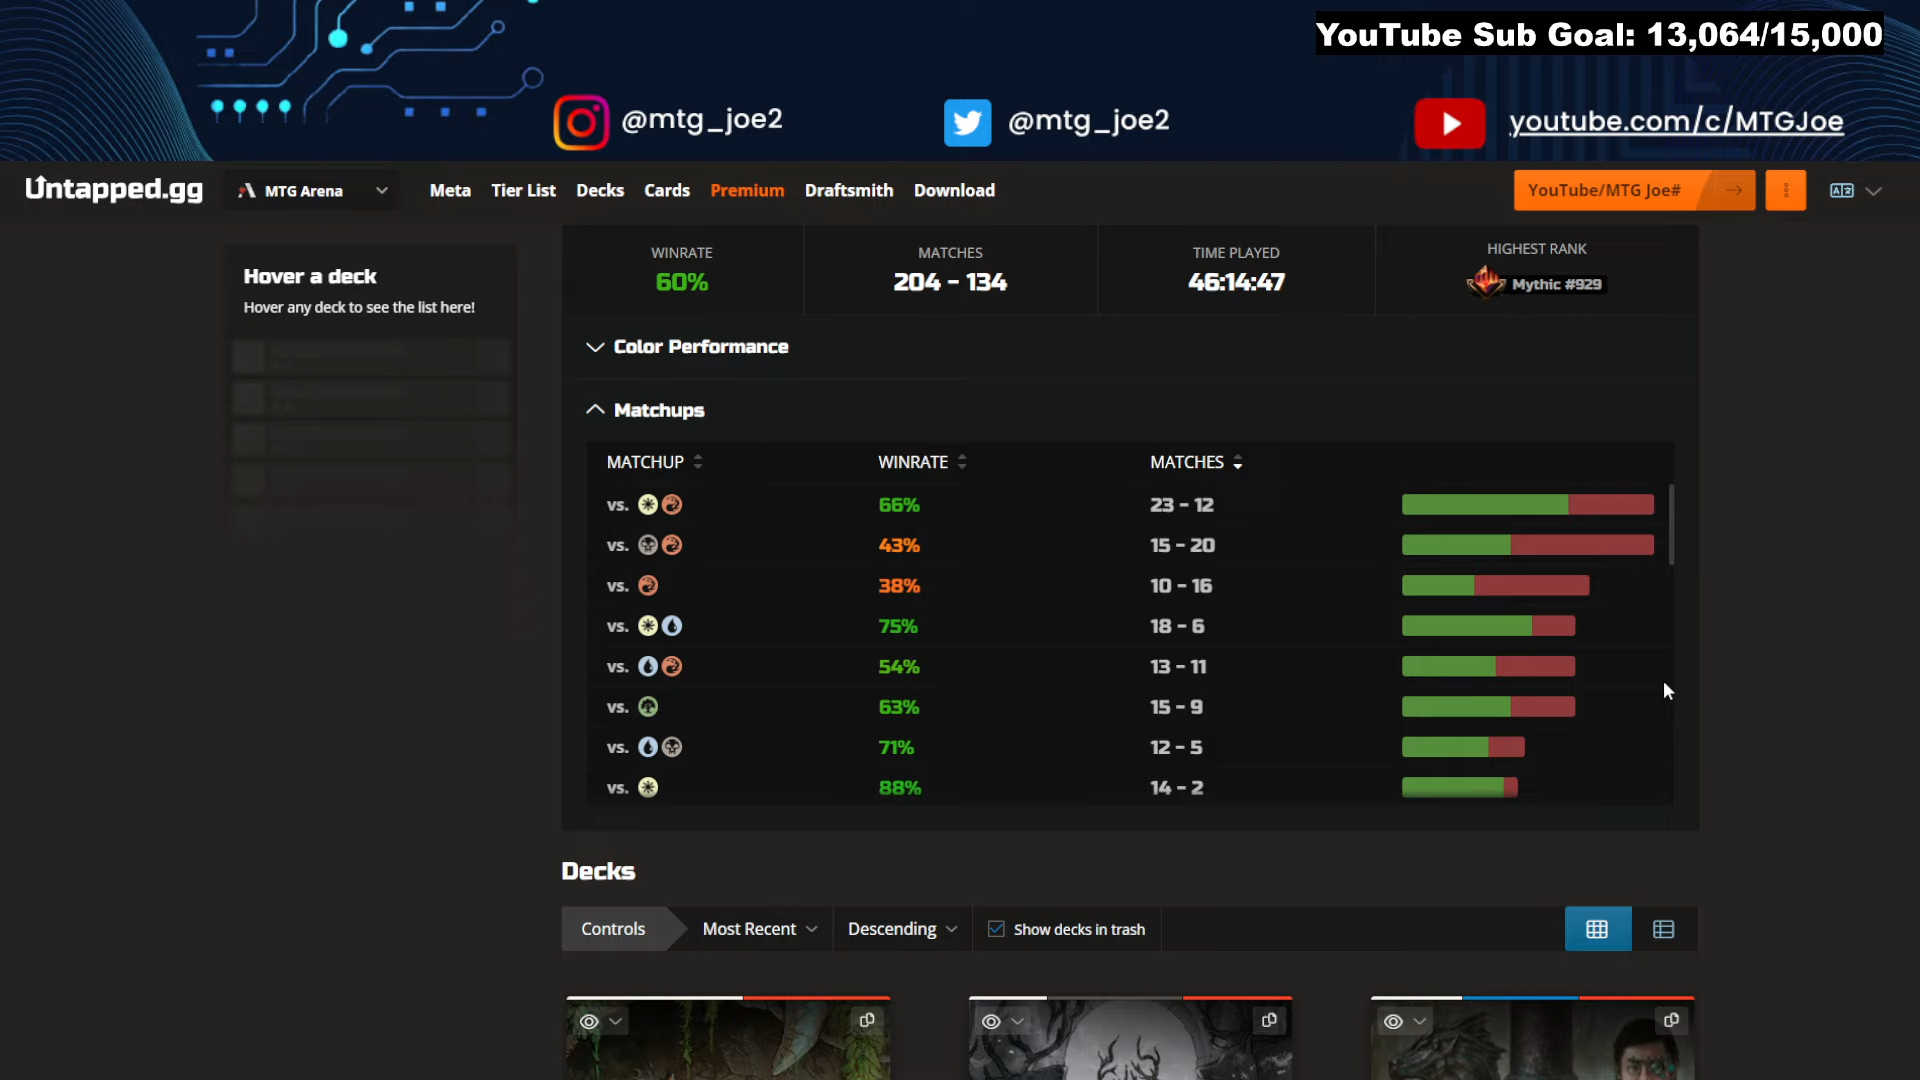 YouTube Sub Goal: 13,064/15,000
@mtg_joe2
@mtg_joe2
youtube.com/c/MTGJoe
Untapped.gg
MTG Arena
Meta
Tier List
Decks
Cards
Premium
Draftsmith
Download
YouTube/MTG Joe#
Hover a deck
Hover any deck to see the list here!
WINRATE
60%
MATCHES
204 - 134
TIME PLAYED
46:14:47
HIGHEST RANK
Mythic #929
Color Performance
Matchups
MATCHUP WINRATE MATCHES
vs. 66% 23 - 12
vs. 43% 15 - 20
vs. 38% 10 - 16
vs. 75% 18 - 6
vs. 54% 13 - 11
vs. 63% 15 - 9
vs. 71% 12 - 5
vs. 88% 14 - 2
Decks
Controls
Most Recent
Descending
Show decks in trash